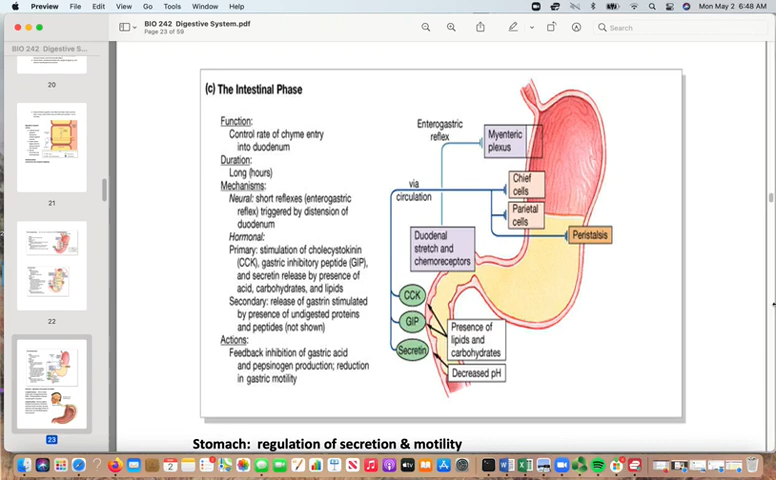 Preview File Edit View Go Tools Window Help
Mon May 2 6:48 AM
BIO 242 Digestive System.pdf
Page 23 of 59
Search
BIO 242 Digestive S...
20
21
22
23
(c) The Intestinal Phase
Function:
Control rate of chyme entry
into duodenum
Duration:
Long (hours)
Mechanisms:
Neural: short reflexes (enterogastric
reflex) triggered by distension of
duodenum
Hormonal:
Primary: stimulation of cholecystokinin
(CCK), gastric inhibitory peptide (GIP),
and secretin release by presence of
acid, carbohydrates, and lipids
Secondary: release of gastrin stimulated
by presence of undigested proteins
and peptides (not shown)
Actions:
Feedback inhibition of gastric acid
and pepsinogen production; reduction
in gastric motility
Enterogastric
reflex
Myenteric
plexus
via
circulation
Chief
cells
Parietal
cells
Peristalsis
Duodenal
stretch and
chemoreceptors
CCK
GIP
Secretin
Presence of
lipids and
carbohydrates
Decreased pH
Stomach: regulation of secretion & motility